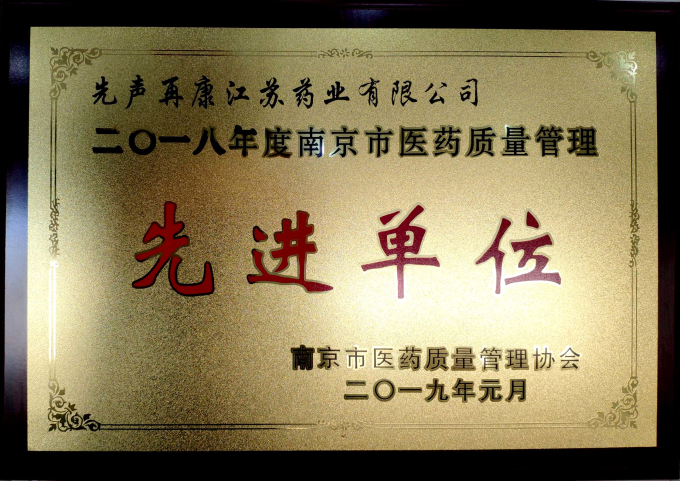 先声再康江苏药业有限公司
二〇一八年度南京市医药质量管理
先进单位
南京市医药质量管理协会
二〇一九年元月